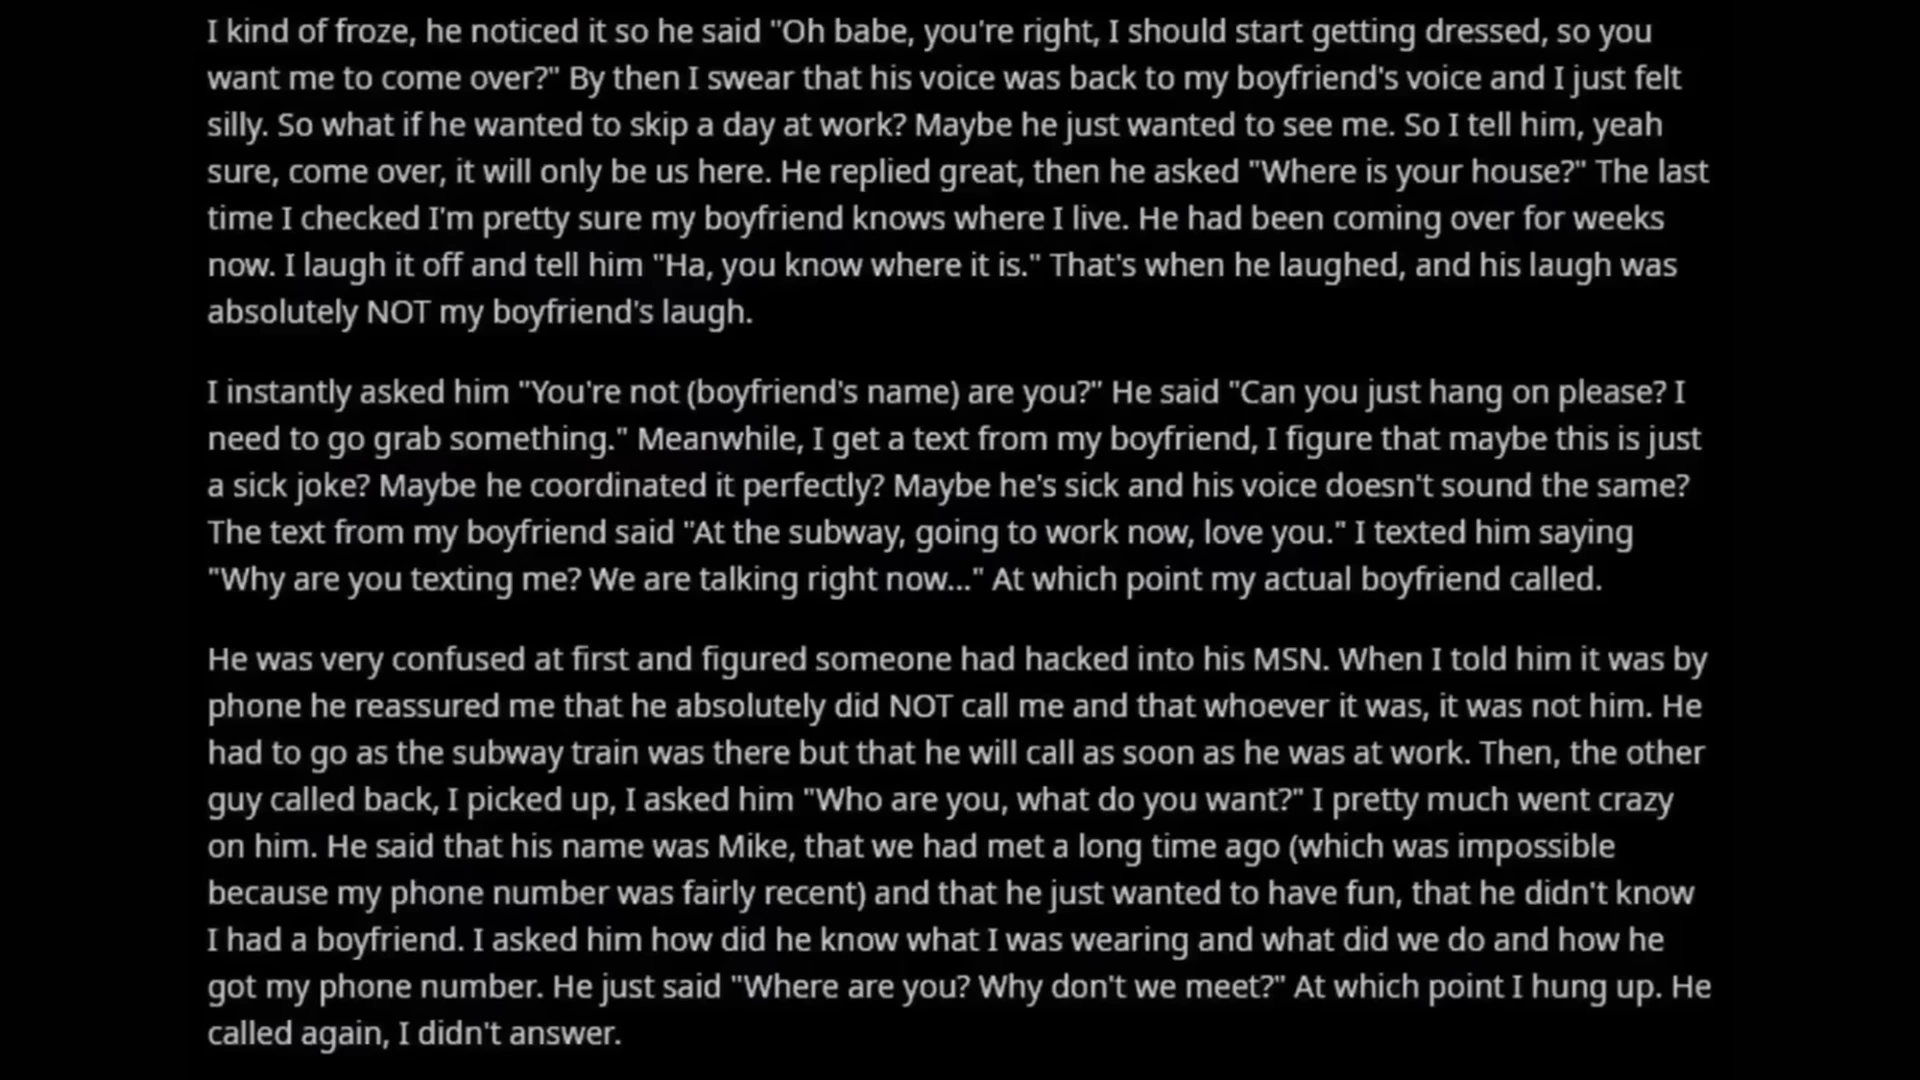 I kind of froze, he noticed it so he said "Oh babe, you're right, I should start getting dressed, so you
want me to come over?" By then I swear that his voice was back to my boyfriend's voice and I just felt
silly. So what if he wanted to skip a day at work? Maybe he just wanted to see me. So I tell him, yeah
sure, come over, it will only be us here. He replied great, then he asked "Where is your house?" The last
time I checked I'm pretty sure my boyfriend knows where I live. He had been coming over for weeks
now. I laugh it off and tell him "Ha, you know where it is." That's when he laughed, and his laugh was
absolutely NOT my boyfriend's laugh.
I instantly asked him "You're not (boyfriend's name) are you?" He said "Can you just hang on please? I
need to go grab something." Meanwhile, I get a text from my boyfriend, I figure that maybe this is just
a sick joke? Maybe he coordinated it perfectly? Maybe he's sick and his voice doesn't sound the same?
The text from my boyfriend said "At the subway, going to work now, love you." I texted him saying
"Why are you texting me? We are talking right now..." At which point my actual boyfriend called.
He was very confused at first and figured someone had hacked into his MSN. When I told him it was by
phone he reassured me that he absolutely did NOT call me and that whoever it was, it was not him. He
had to go as the subway train was there but that he will call as soon as he was at work. Then, the other
guy called back, I picked up, I asked him "Who are you, what do you want?" I pretty much went crazy
on him. He said that his name was Mike, that we had met a long time ago (which was impossible
because my phone number was fairly recent) and that he just wanted to have fun, that he didn't know
I had a boyfriend. I asked him how did he know what I was wearing and what did we do and how he
got my phone number. He just said "Where are you? Why don't we meet?" At which point I hung up. He
called again, I didn't answer.